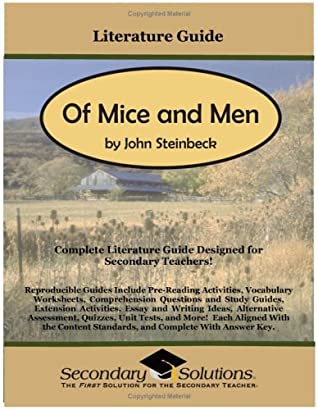 Literature Guide
Of Mice and Men
by John Steinbeck
Complete Literature Guide Designed for
Secondary Teachers!
Reproducible Guides Include Pre-Reading Activities, Vocabulary
Worksheets, Comprehension Questions and Study Guides,
Extension Activities, Essay and Writing Ideas, Alternative
Assessment, Quizzes, Unit Tests, and More! Each Aligned With
the Content Standards, and Complete With Answer Key.
Secondary Solutions®
The First Solution for the Secondary Teacher®